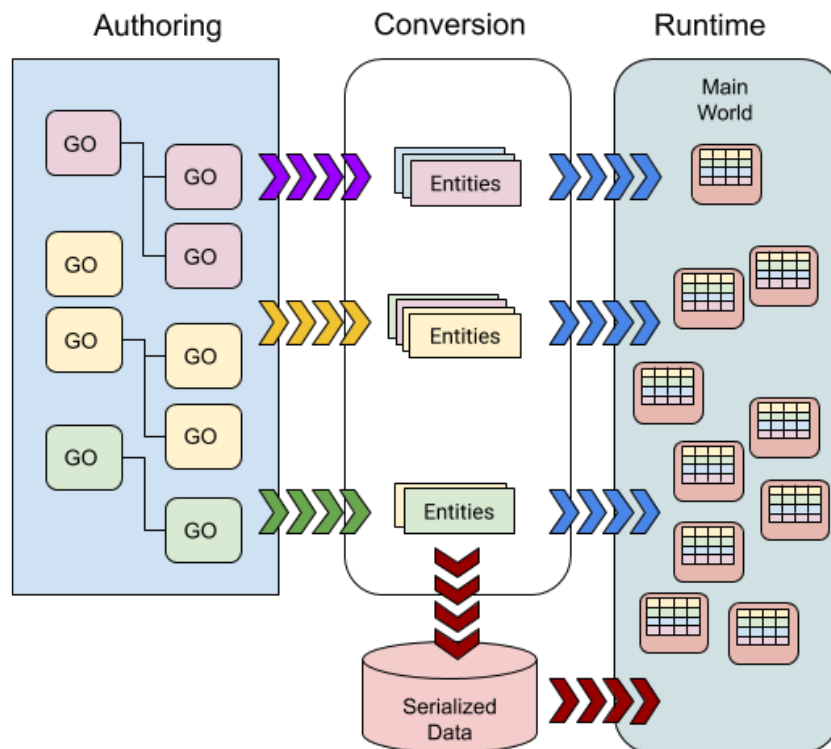 Authoring
Conversion
Runtime
Main
World
GO
GO
Entities
GO
GO
Entities
GO
GO
GO
GO
GO
Entities
Serialized
Data